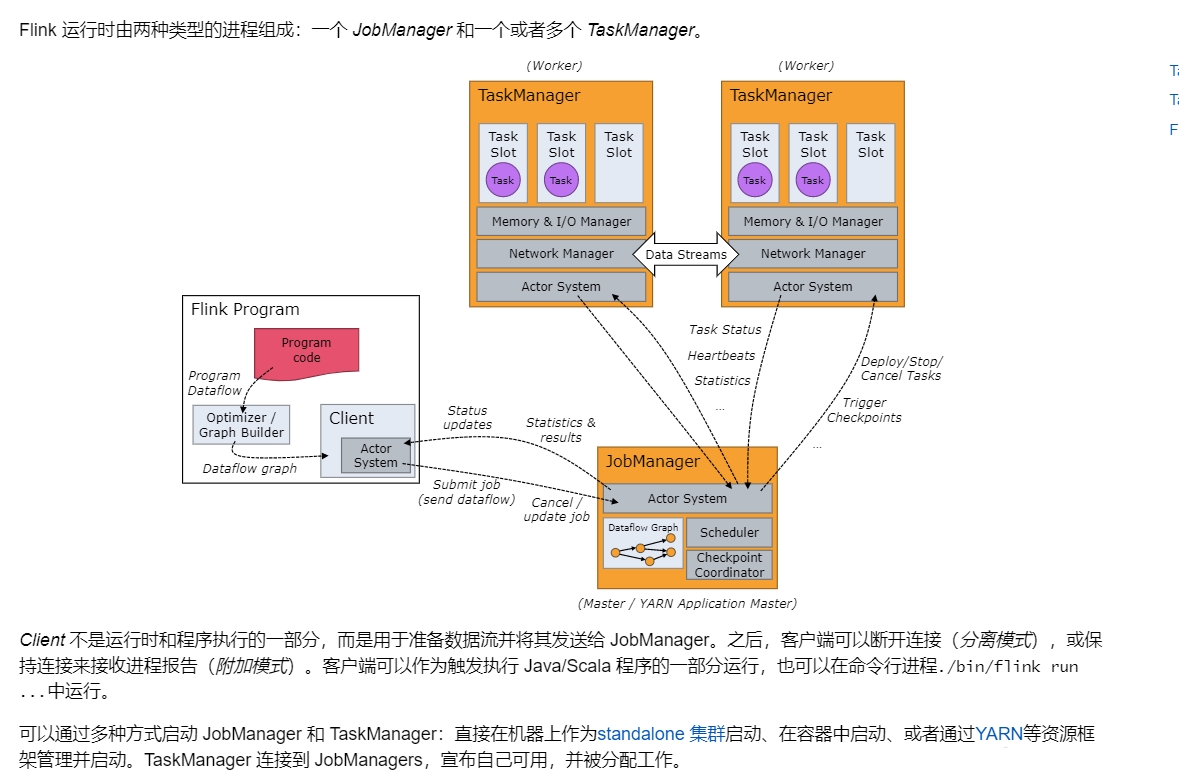 Flink 运行时由两种类型的进程组成：一个 JobManager 和一个或者多个 TaskManager。
(Worker)
(Worker)
TaskManager
TaskManager
Task
Slot
Task
Slot
Task
Slot
Task
Slot
Task
Slot
Task
Slot
Task
Task
Task
Task
Memory & I/O Manager
Memory & I/O Manager
Network Manager
Data Streams
Network Manager
Actor System
Actor System
Flink Program
Program
code
Program
Dataflow
Optimizer /
Graph Builder
Dataflow graph
Client
Actor
System
Task Status
Heartbeats
Statistics
...
Deploy/Stop/
Cancel Tasks
Trigger
Checkpoints
...
Status
updates
Statistics &
results
Submit job
(send dataflow)
Cancel /
update job
JobManager
Actor System
Dataflow Graph
Scheduler
Checkpoint
Coordinator
(Master / YARN Application Master)
Client 不是运行时和程序执行的一部分，而是用于准备数据流并将其发送给 JobManager。之后，客户端可以断开连接（分离模式），或保
持连接来接收进程报告（附加模式）。客户端可以作为触发执行 Java/Scala 程序的一部分运行，也可以在命令行进程./bin/flink run
...中运行。
可以通过多种方式启动 JobManager 和 TaskManager：直接在机器上作为standalone 集群启动、在容器中启动、或者通过YARN等资源框
架管理并启动。TaskManager 连接到 JobManagers，宣布自己可用，并被分配工作。